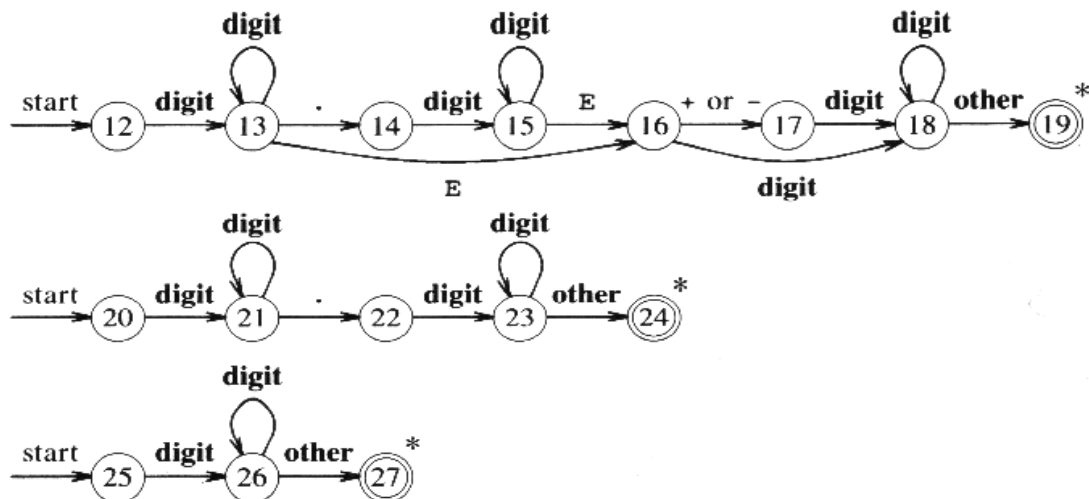 digit digit digit
start digit . digit E + or - digit other *
12 13 14 15 16 17 18 19
E digit
digit digit
start digit . digit other *
20 21 22 23 24
digit
start digit other *
25 26 27